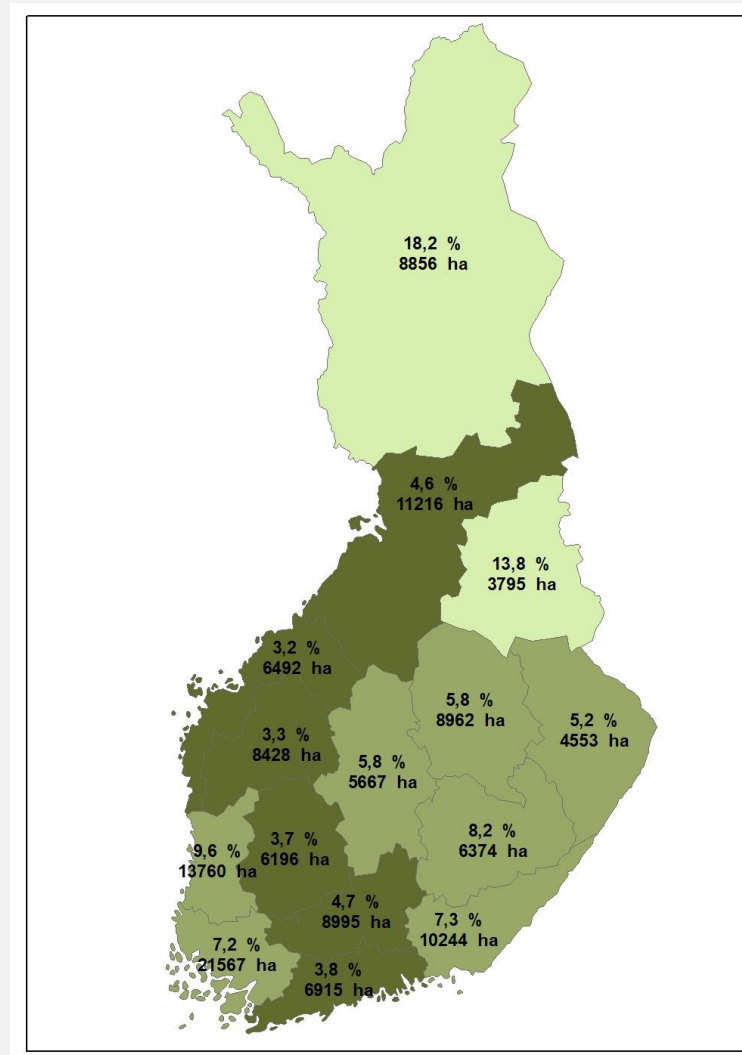 18,2 %
8856 ha
4,6 %
11216 ha
13,8 %
3795 ha
3,2 %
6492 ha
5,8 %
8962 ha
5,2 %
4553 ha
3,3 %
8428 ha
5,8 %
5667 ha
8,2 %
6374 ha
3,7 %
6196 ha
9,6 %
13760 ha
4,7 %
8995 ha
7,3 %
10244 ha
7,2 %
21567 ha
3,8 %
6915 ha